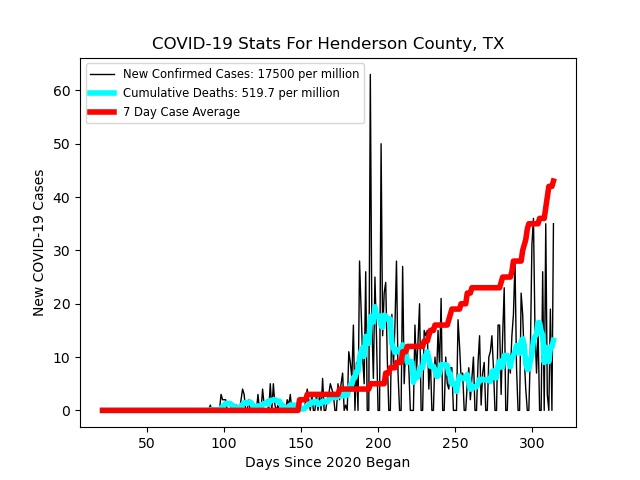 COVID-19 Stats For Henderson County, TX
New Confirmed Cases: 17500 per million
Cumulative Deaths: 519.7 per million
7 Day Case Average
New COVID-19 Cases
60
50
40
30
20
10
0
50 100 150 200 250 300
Days Since 2020 Began